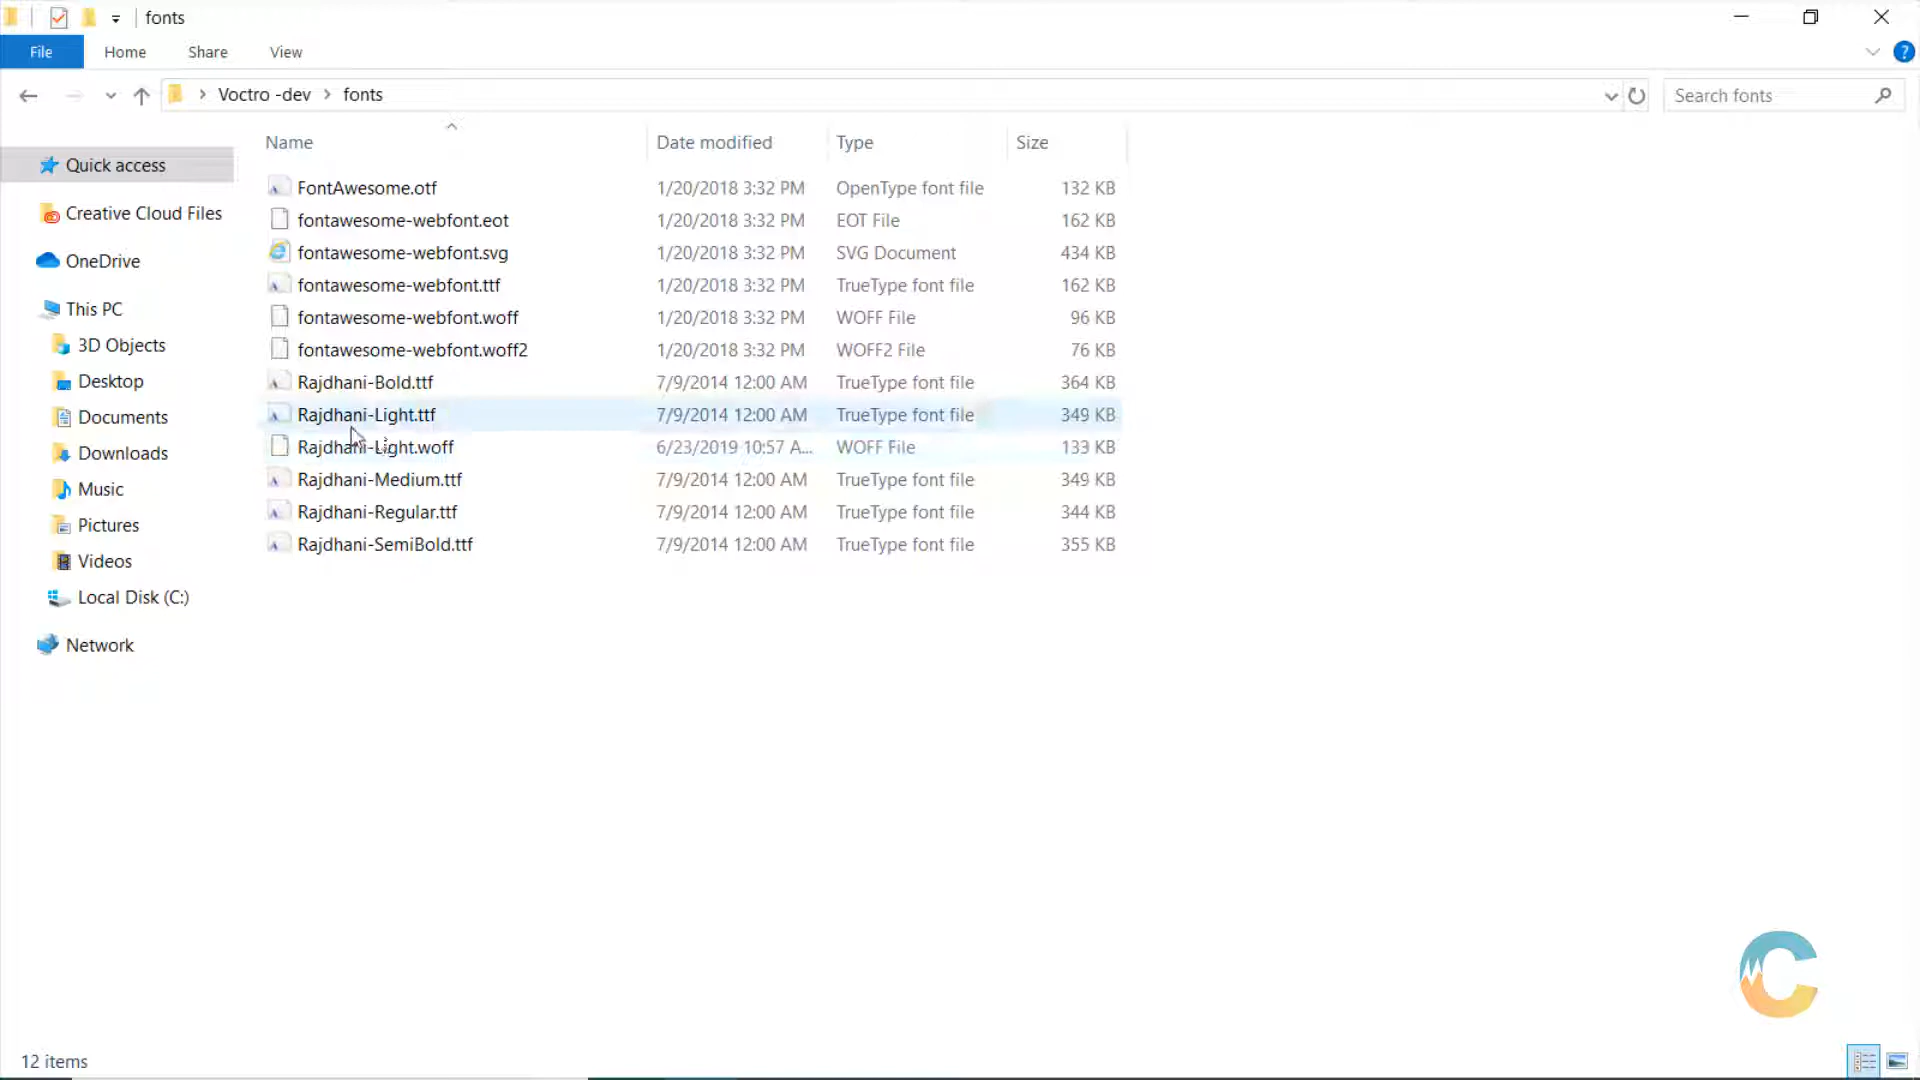 fonts
File Home Share View ?
> Voctro -dev > fonts Search fonts
Name Date modified Type Size
Quick access
Creative Cloud Files
OneDrive
This PC
3D Objects
Desktop
Documents
Downloads
Music
Pictures
Videos
Local Disk (C:)
Network
FontAwesome.otf 1/20/2018 3:32 PM OpenType font file 132 KB
fontawesome-webfont.eot 1/20/2018 3:32 PM EOT File 162 KB
fontawesome-webfont.svg 1/20/2018 3:32 PM SVG Document 434 KB
fontawesome-webfont.ttf 1/20/2018 3:32 PM TrueType font file 162 KB
fontawesome-webfont.woff 1/20/2018 3:32 PM WOFF File 96 KB
fontawesome-webfont.woff2 1/20/2018 3:32 PM WOFF2 File 76 KB
Rajdhani-Bold.ttf 7/9/2014 12:00 AM TrueType font file 364 KB
Rajdhani-Light.ttf 7/9/2014 12:00 AM TrueType font file 349 KB
Rajdhani-Light.woff 6/23/2019 10:57 A... WOFF File 133 KB
Rajdhani-Medium.ttf 7/9/2014 12:00 AM TrueType font file 349 KB
Rajdhani-Regular.ttf 7/9/2014 12:00 AM TrueType font file 344 KB
Rajdhani-SemiBold.ttf 7/9/2014 12:00 AM TrueType font file 355 KB
12 items